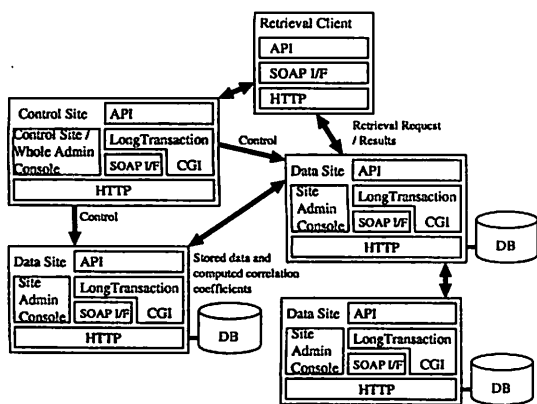 Retrieval Client
API
SOAP I/F
HTTP
Control Site
API
Control Site /
Whole Admin
Console
LongTransaction
SOAP I/F
CGI
HTTP
Control
Retrieval Request
/ Results
Data Site
API
Site
Admin
Console
LongTransaction
SOAP I/F
CGI
HTTP
DB
Control
Data Site
API
Site
Admin
Console
LongTransaction
SOAP I/F
CGI
HTTP
DB
Stored data and
computed correlation
coefficients
Data Site
API
Site
Admin
Console
LongTransaction
SOAP I/F
CGI
HTTP
DB